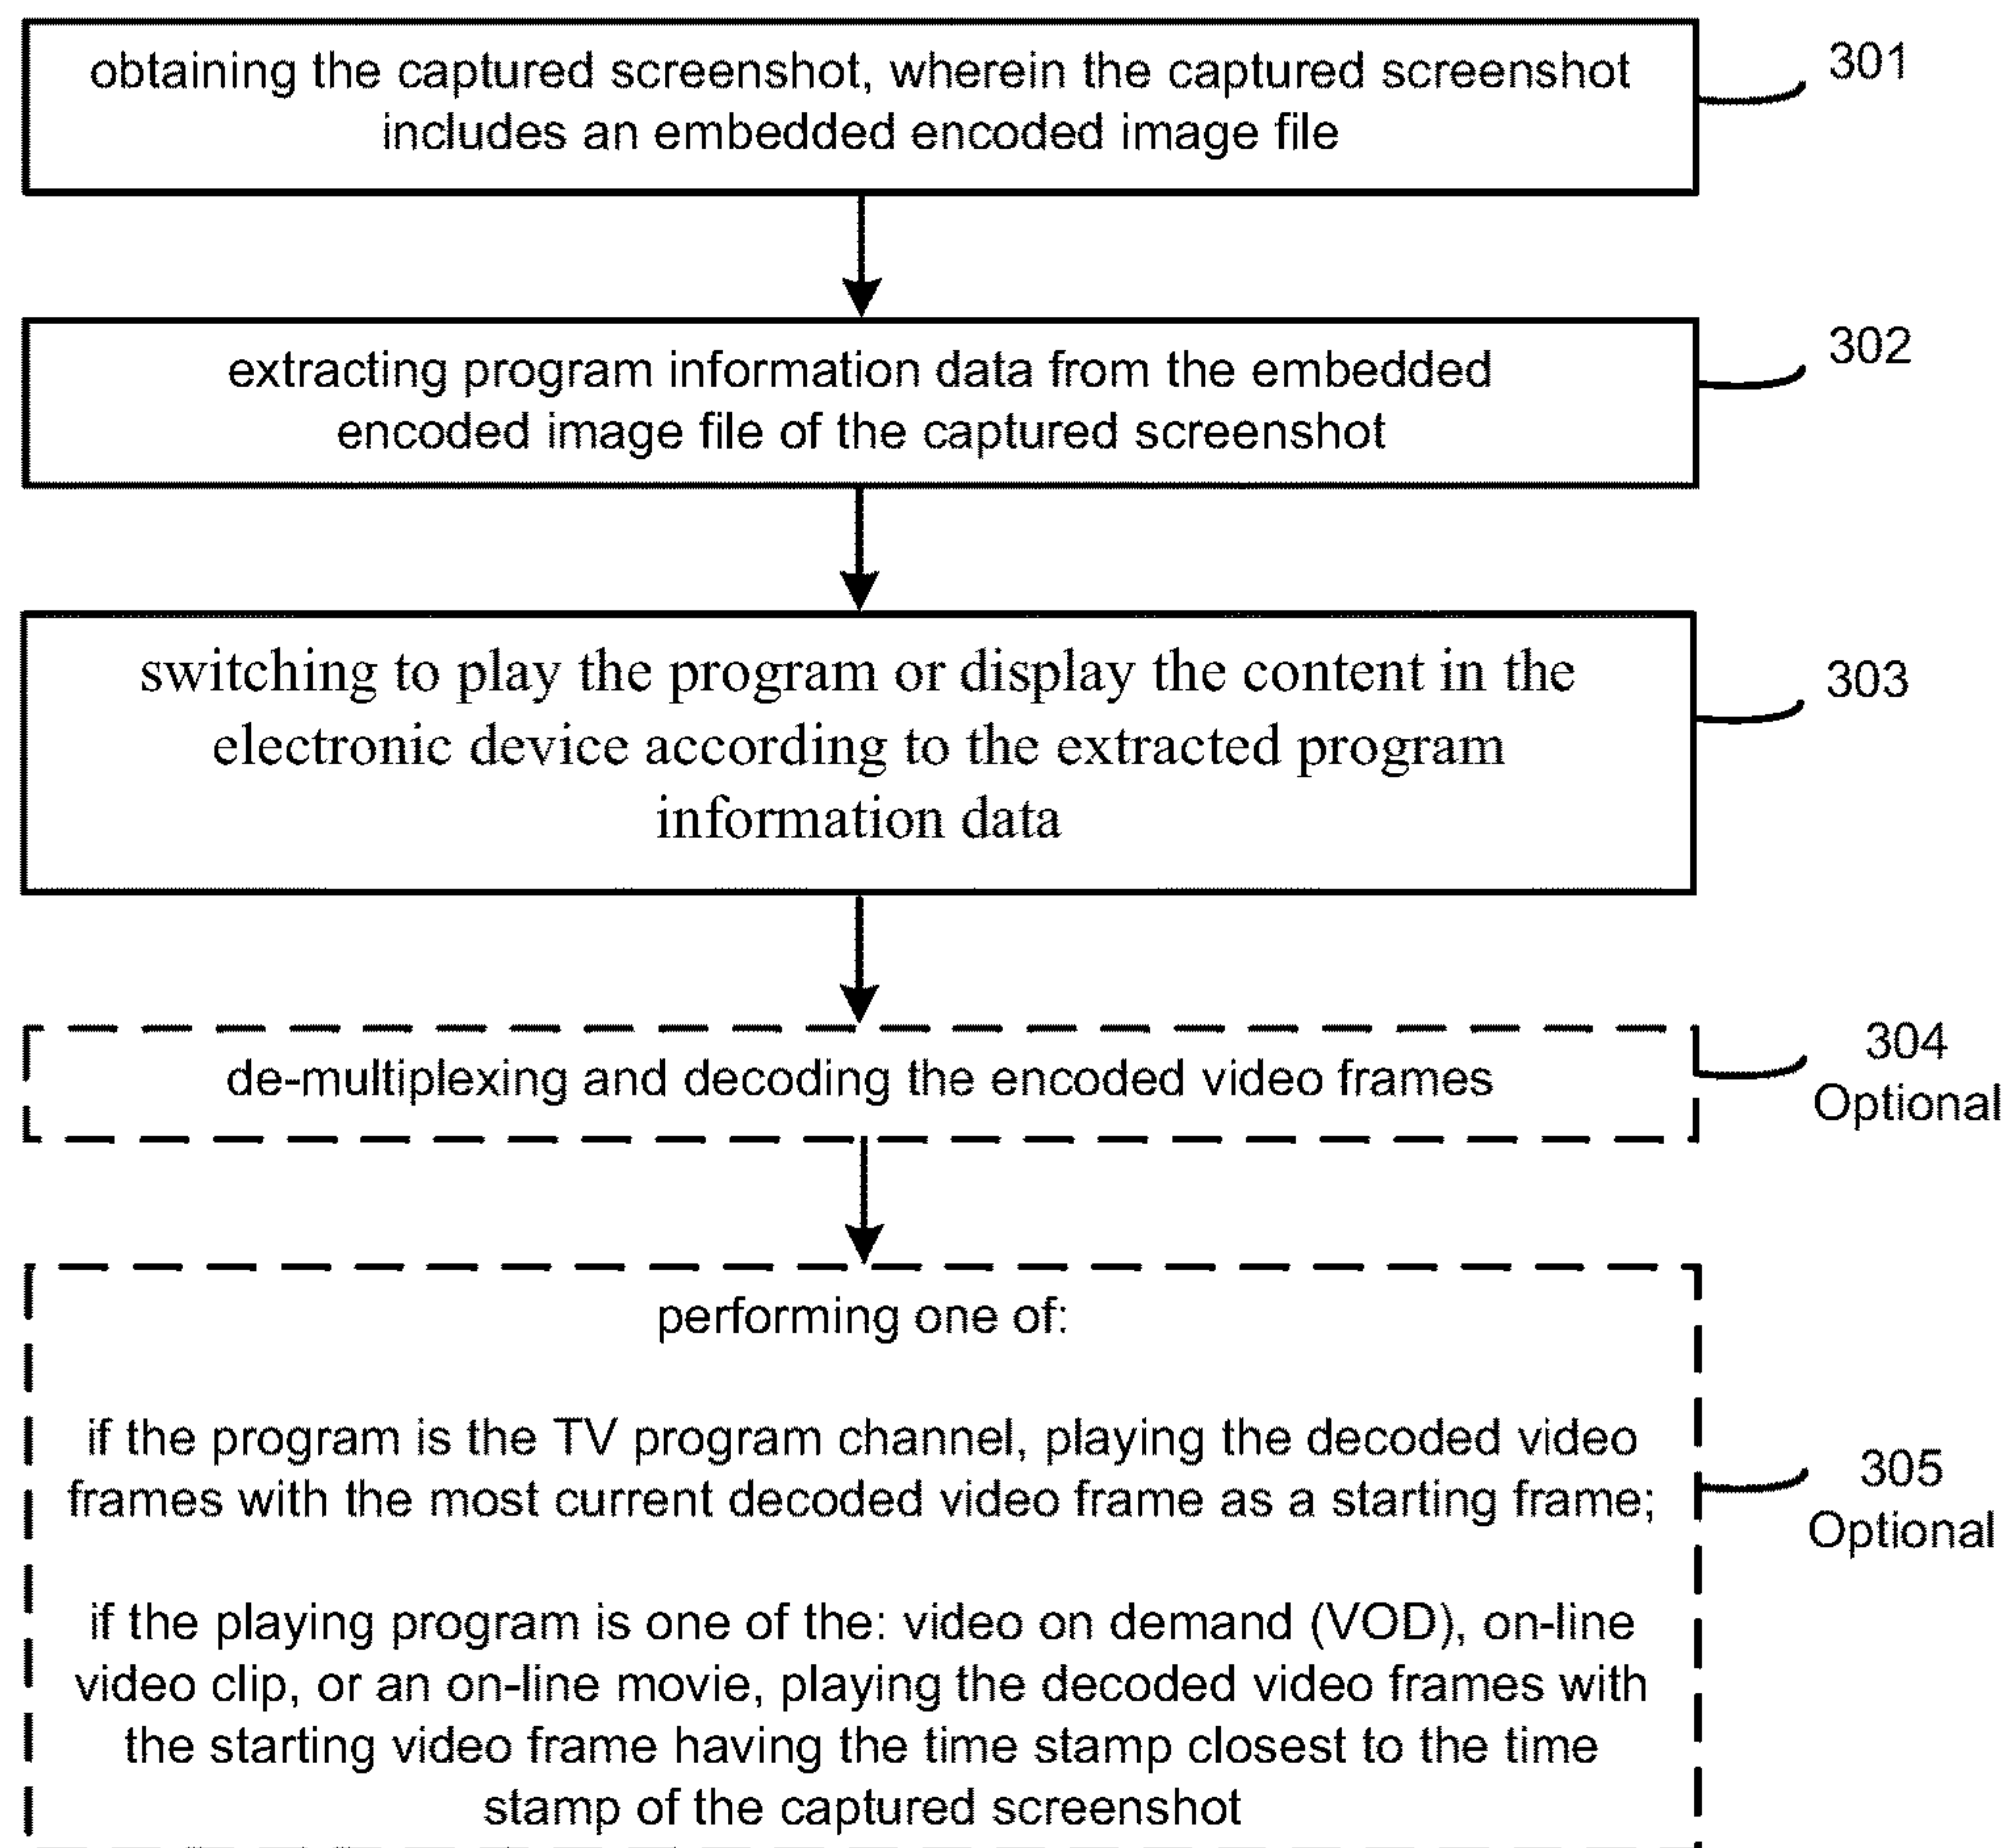 obtaining the captured screenshot, wherein the captured screenshot
includes an embedded encoded image file
301
extracting program information data from the embedded
encoded image file of the captured screenshot
302
switching to play the program or display the content in the
electronic device according to the extracted program
information data
303
de-multiplexing and decoding the encoded video frames
304
Optional
performing one of:
if the program is the TV program channel, playing the decoded video
frames with the most current decoded video frame as a starting frame;
if the playing program is one of the: video on demand (VOD), on-line
video clip, or an on-line movie, playing the decoded video frames with
the starting video frame having the time stamp closest to the time
stamp of the captured screenshot
305
Optional